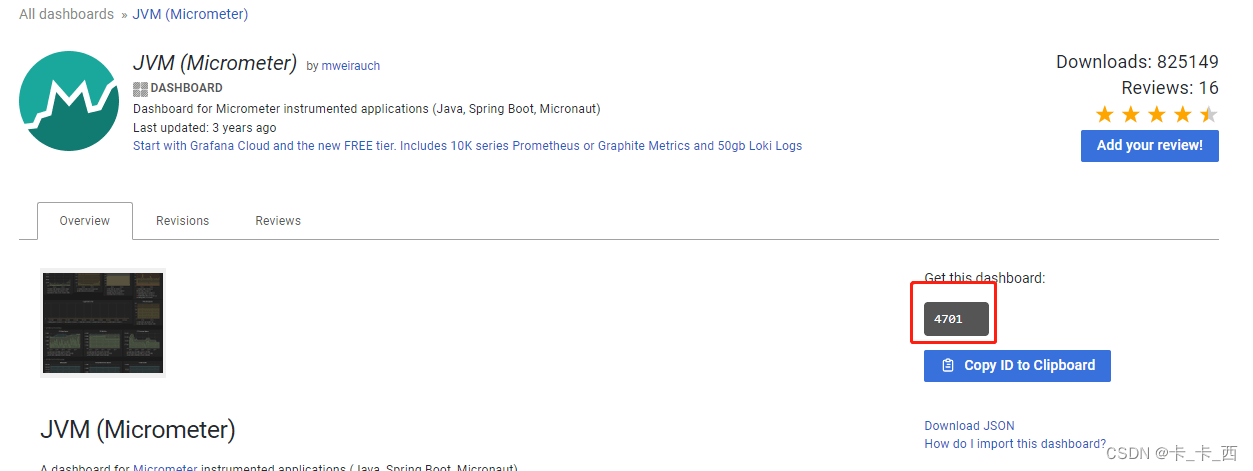 All dashboards » JVM (Micrometer)
JVM (Micrometer) by mweirauch
DASHBOARD
Dashboard for Micrometer instrumented applications (Java, Spring Boot, Micronaut)
Last updated: 3 years ago
Start with Grafana Cloud and the new FREE tier. Includes 10K series Prometheus or Graphite Metrics and 50gb Loki Logs
Downloads: 825149
Reviews: 16
Add your review!
Overview Revisions Reviews
Get this dashboard:
4701
Copy ID to Clipboard
Download JSON
How do I import this dashboard?
JVM (Micrometer)
A dashboard for Micrometer instrumented applications (Java, Spring Boot, Micronaut)
CSDN @卡_卡_西